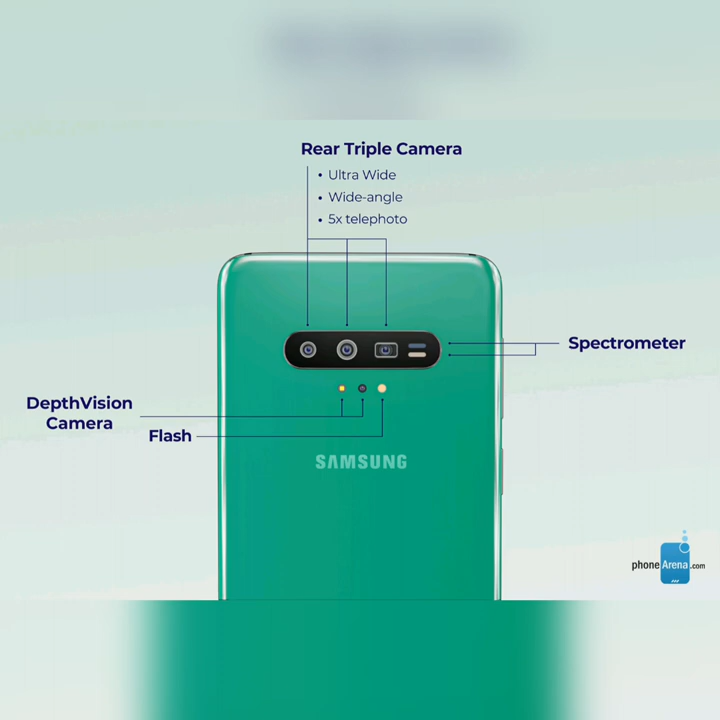 Rear Triple Camera
• Ultra Wide
• Wide-angle
• 5x telephoto
Spectrometer
DepthVision
Camera
Flash
SAMSUNG
phoneArena.com